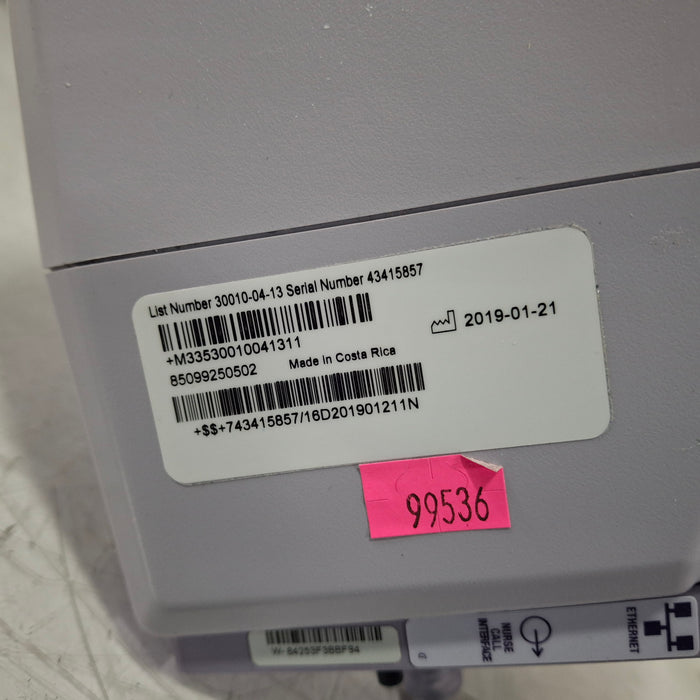 List Number 30010-04-13 Serial Number 43415857
+M33530010041311
85099250502 Made in Costa Rica
2019-01-21
+$$+743415857/16D201901211N
99536
NURSE
CALL
INTERFACE
ETHERNET